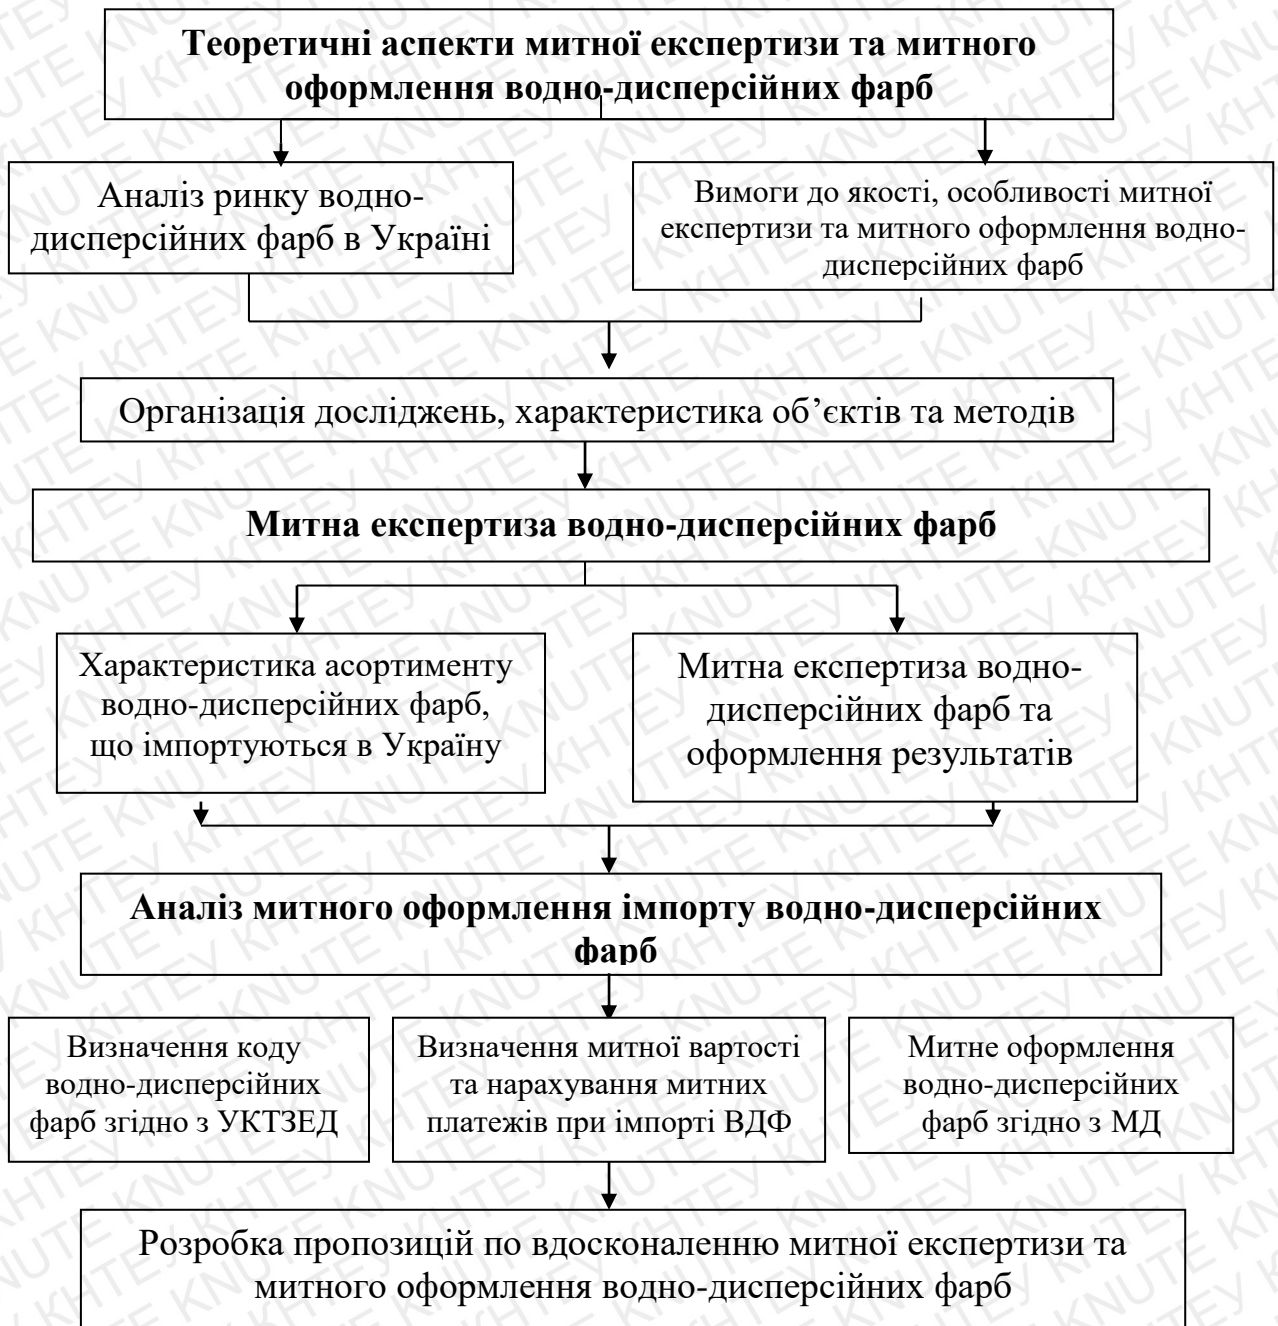 Теоретичні аспекти митної експертизи та митного
оформлення водно-дисперсійних фарб
Аналіз ринку водно-
дисперсійних фарб в Україні
Вимоги до якості, особливості митної
експертизи та митного оформлення водно-
дисперсійних фарб
Організація досліджень, характеристика об’єктів та методів
Митна експертиза водно-дисперсійних фарб
Характеристика асортименту
водно-дисперсійних фарб,
що імпортуються в Україну
Митна експертиза водно-
дисперсійних фарб та
оформлення результатів
Аналіз митного оформлення імпорту водно-дисперсійних
фарб
Визначення коду
водно-дисперсійних
фарб згідно з УКТЗЕД
Визначення митної вартості
та нарахування митних
платежів при імпорті ВДФ
Митне оформлення
водно-дисперсійних
фарб згідно з МД
Розробка пропозицій по вдосконаленню митної експертизи та
митного оформлення водно-дисперсійних фарб